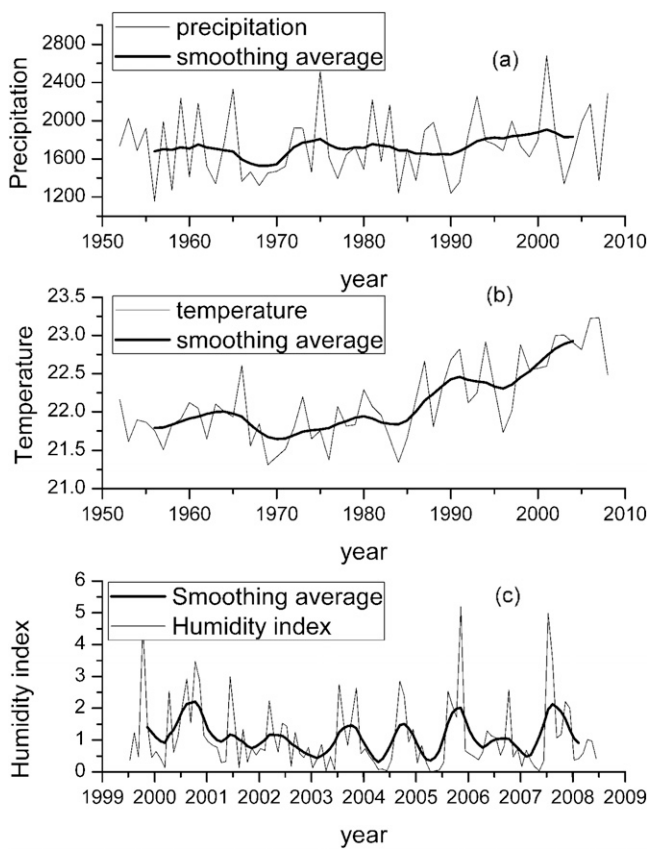 precipitation
smoothing average
(a)
Precipitation
2800
2400
2000
1600
1200
1950 1960 1970 1980 1990 2000 2010
year
temperature
smoothing average
(b)
Temperature
23.5
23.0
22.5
22.0
21.5
21.0
1950 1960 1970 1980 1990 2000 2010
year
Smoothing average
Humidity index
(c)
Humidity index
6
5
4
3
2
1
0
1999 2000 2001 2002 2003 2004 2005 2006 2007 2008 2009
year